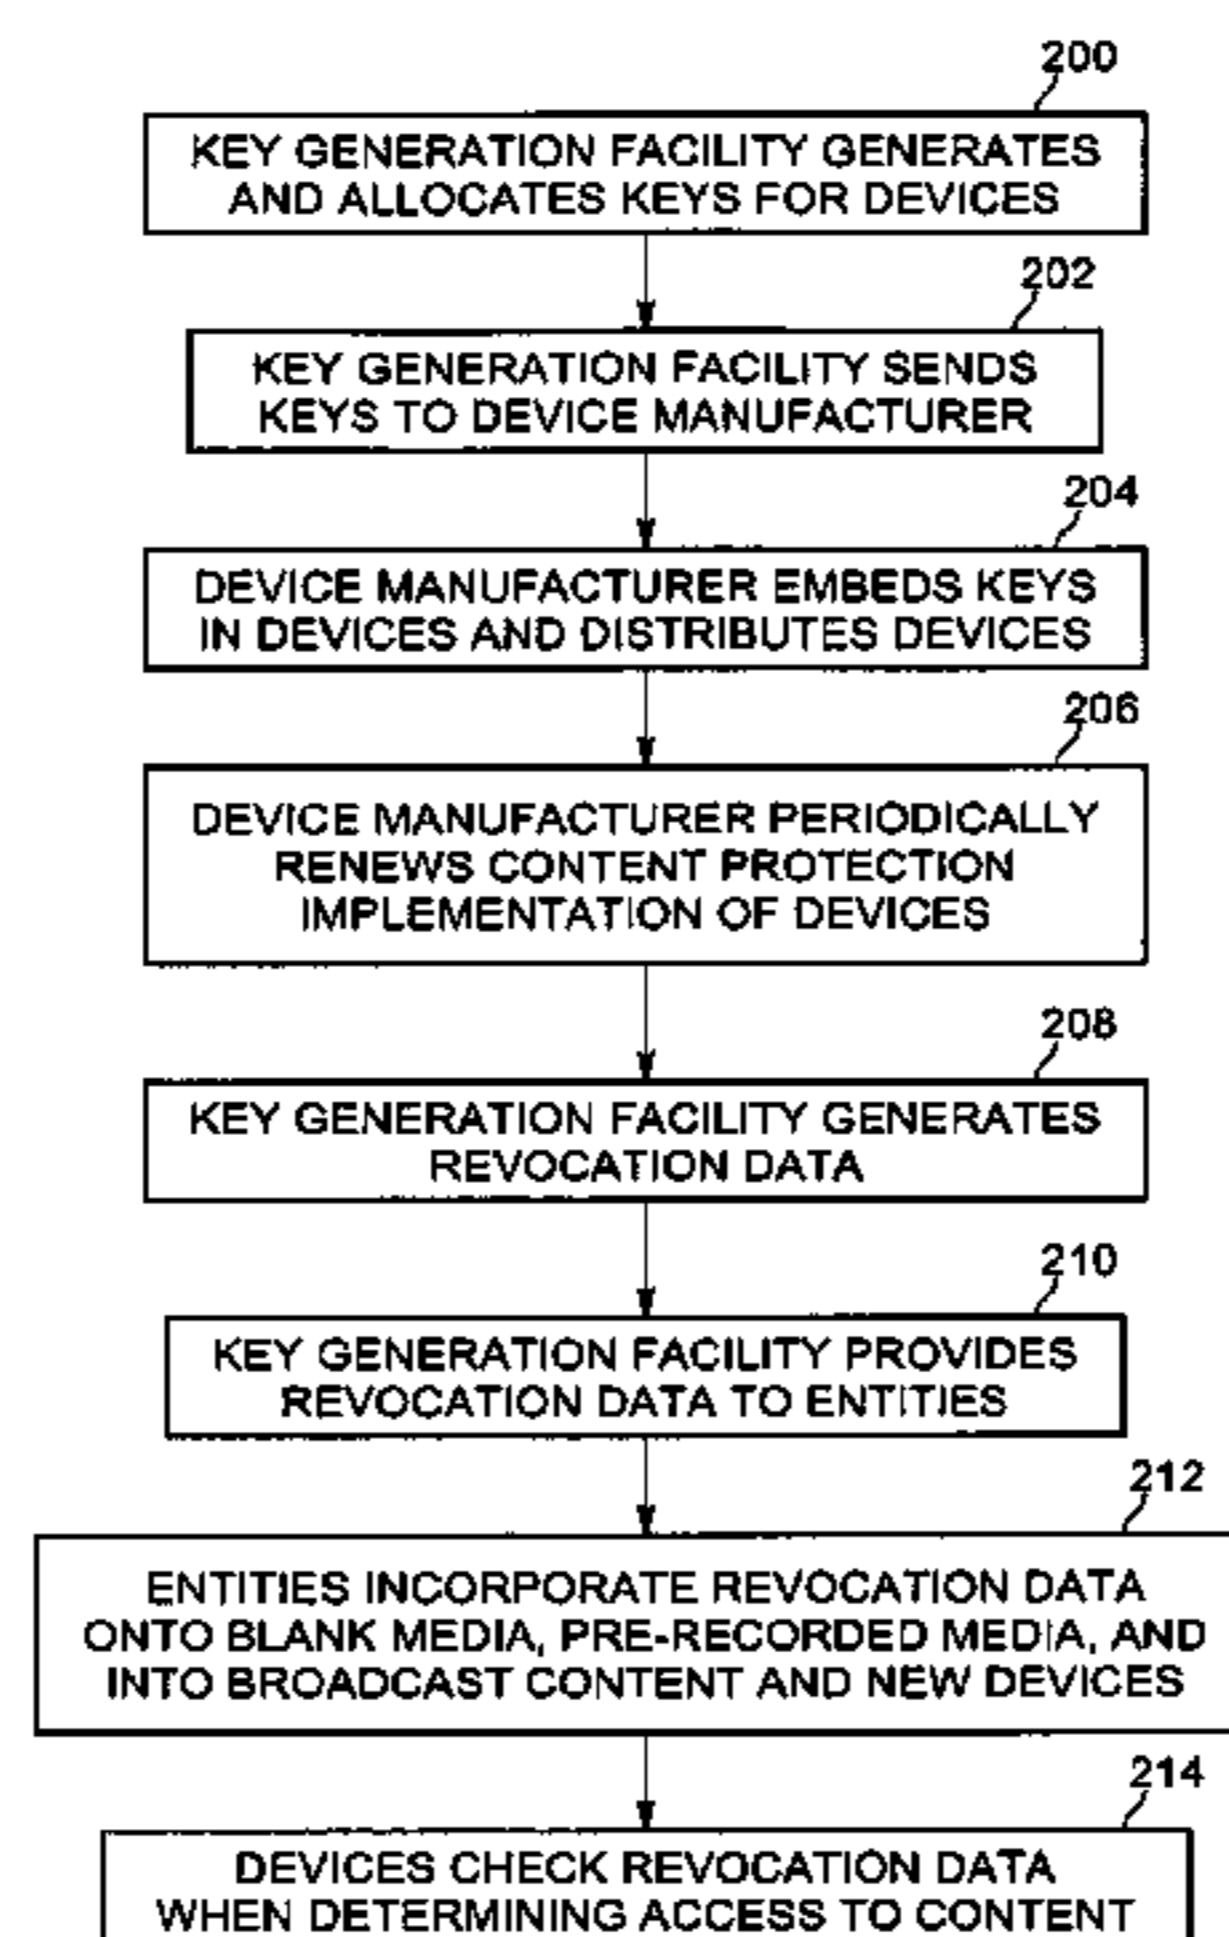 200
KEY GENERATION FACILITY GENERATES
AND ALLOCATES KEYS FOR DEVICES
202
KEY GENERATION FACILITY SENDS
KEYS TO DEVICE MANUFACTURER
204
DEVICE MANUFACTURER EMBEDS KEYS
IN DEVICES AND DISTRIBUTES DEVICES
206
DEVICE MANUFACTURER PERIODICALLY
RENEWS CONTENT PROTECTION
IMPLEMENTATION OF DEVICES
208
KEY GENERATION FACILITY GENERATES
REVOCATION DATA
210
KEY GENERATION FACILITY PROVIDES
REVOCATION DATA TO ENTITIES
212
ENTITIES INCORPORATE REVOCATION DATA
ONTO BLANK MEDIA, PRE-RECORDED MEDIA, AND
INTO BROADCAST CONTENT AND NEW DEVICES
214
DEVICES CHECK REVOCATION DATA
WHEN DETERMINING ACCESS TO CONTENT